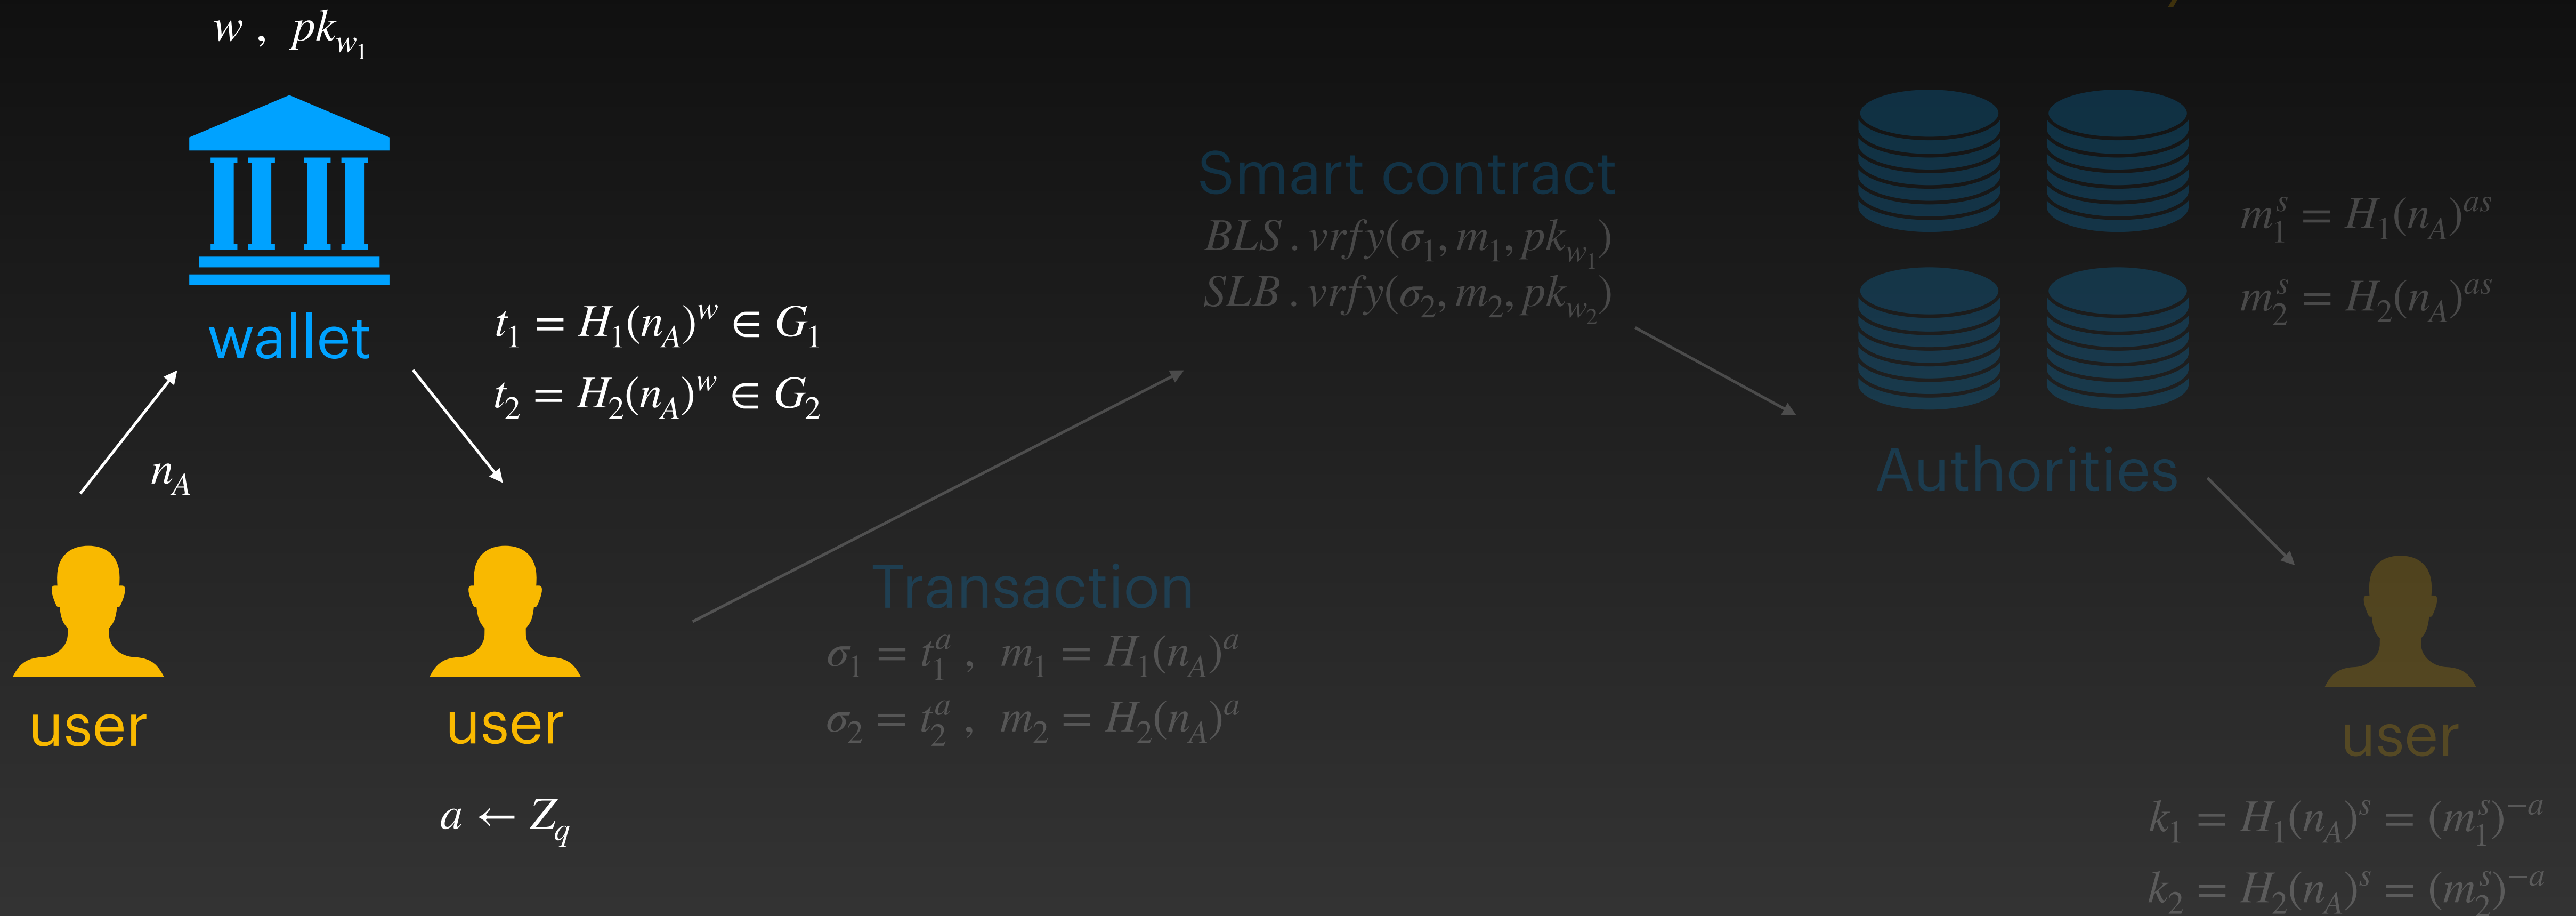 w , pk_{w_1}
wallet
n_A
user
t_1 = H_1(n_A)^w ∈ G_1
t_2 = H_2(n_A)^w ∈ G_2
user
a ← Z_q
Transaction
σ_1 = t_1^a , m_1 = H_1(n_A)^a
σ_2 = t_2^a , m_2 = H_2(n_A)^a
Smart contract
BLS . vrfy(σ_1, m_1, pk_{w_1})
SLB . vrfy(σ_2, m_2, pk_{w_2})
Authorities
m_1^s = H_1(n_A)^{as}
m_2^s = H_2(n_A)^{as}
user
k_1 = H_1(n_A)^s = (m_1^s)^{-a}
k_2 = H_2(n_A)^s = (m_2^s)^{-a}